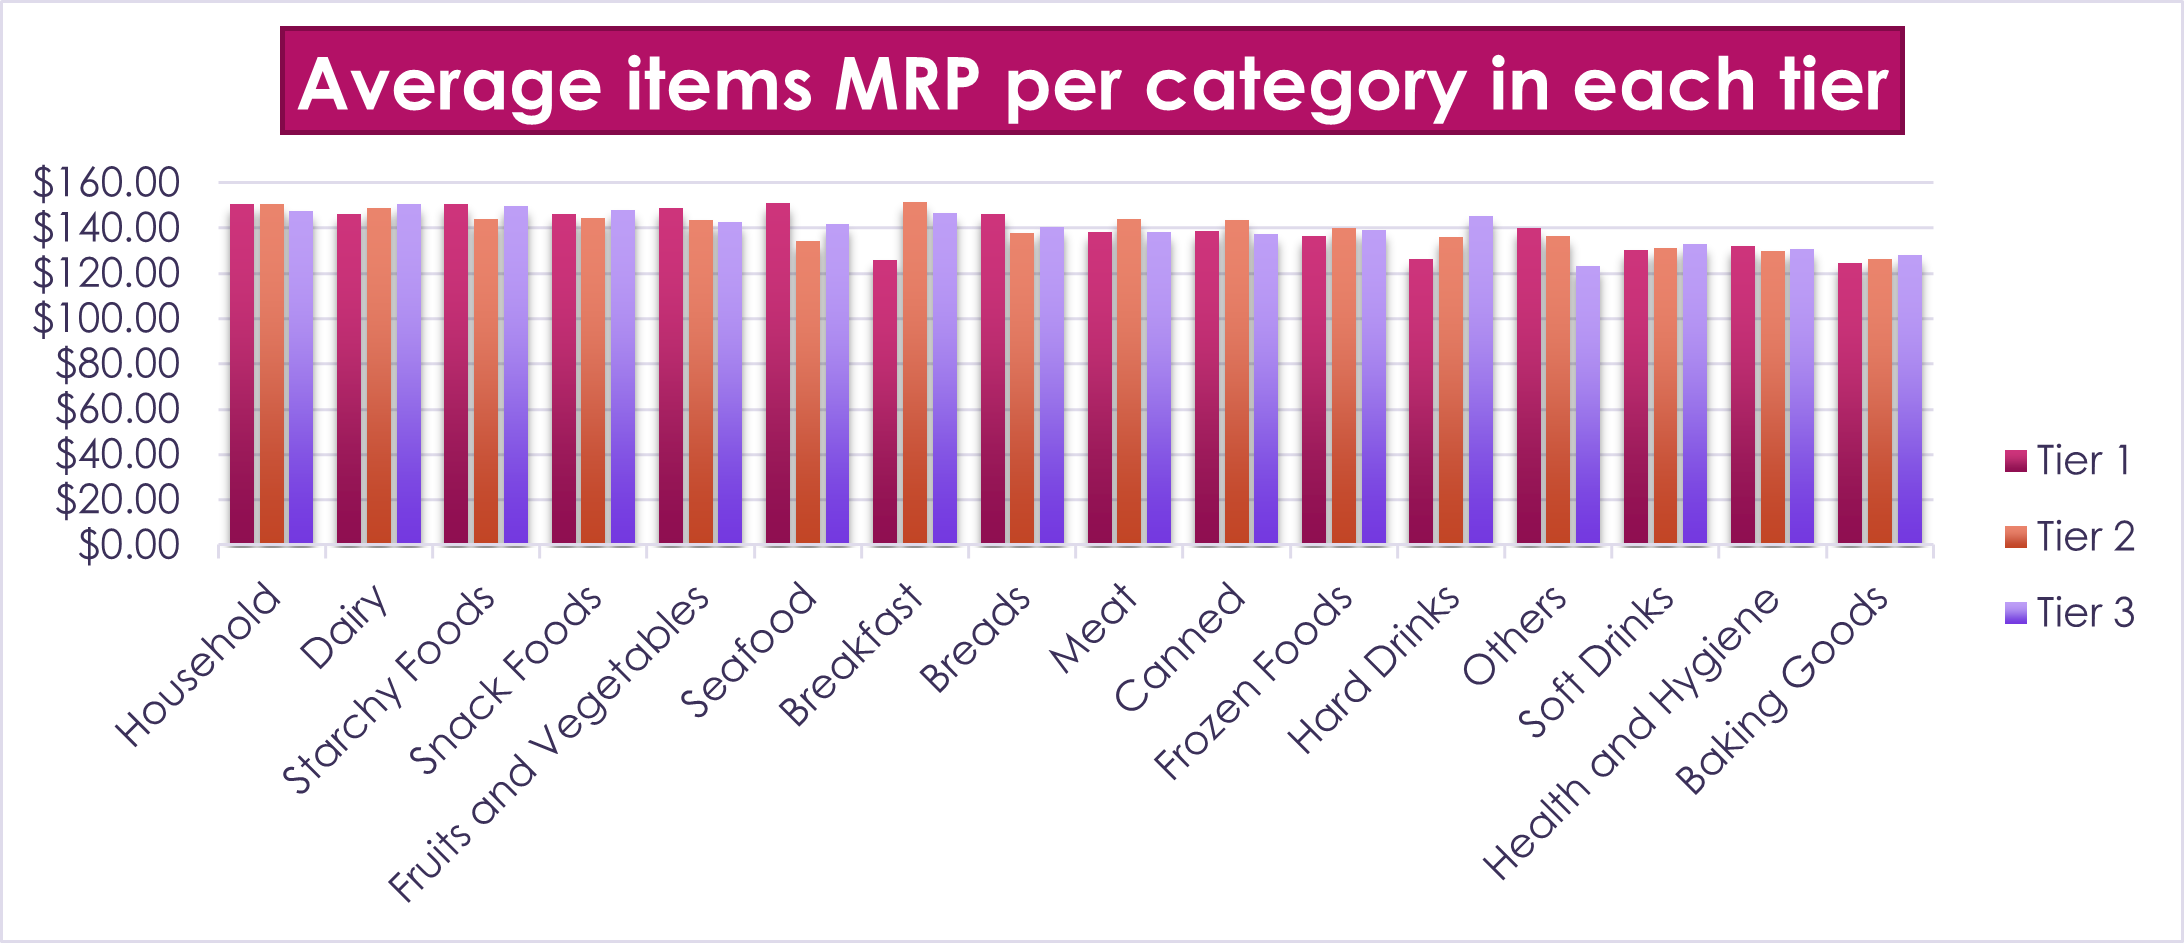 Average items MRP per category in each tier
$160.00
$140.00
$120.00
$100.00
$80.00
$60.00
$40.00
$20.00
$0.00
Household
Dairy
Starchy Foods
Snack Foods
Fruits and Vegetables
Seafood
Breakfast
Breads
Meat
Canned
Frozen Foods
Hard Drinks
Others
Soft Drinks
Health and Hygiene
Baking Goods
Tier 1
Tier 2
Tier 3